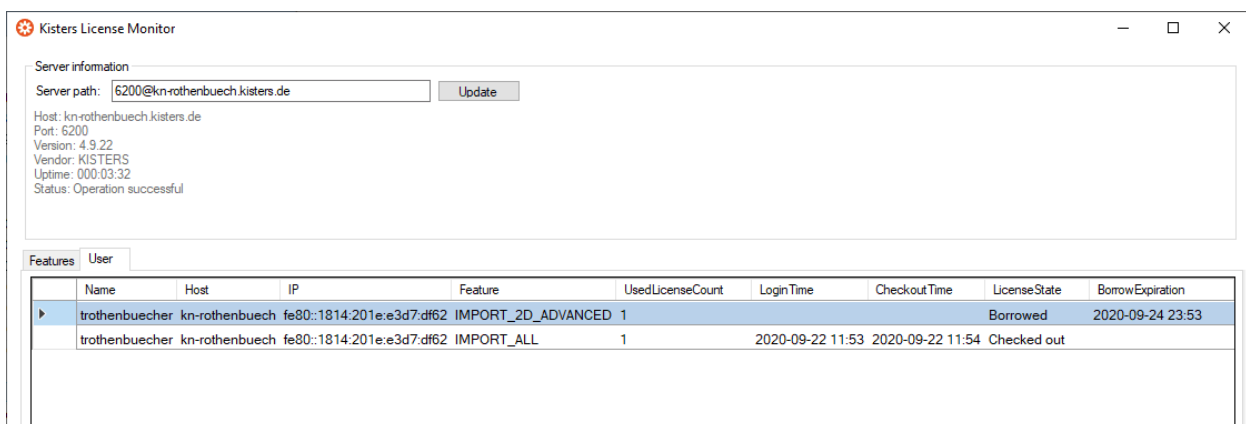 Kisters License Monitor
Server information
Server path: 6200@kn-rothenbuech.kisters.de Update
Host: kn-rothenbuech.kisters.de
Port: 6200
Version: 4.9.22
Vendor: KISTERS
Uptime: 000:03:32
Status: Operation successful
Features User
Name Host IP Feature UsedLicenseCount LoginTime CheckoutTime LicenseState BorrowExpiration
trothenbuecher kn-rothenbuech fe80::1814:201e:e3d7:df62 IMPORT_2D_ADVANCED 1 Borrowed 2020-09-24 23:53
trothenbuecher kn-rothenbuech fe80::1814:201e:e3d7:df62 IMPORT_ALL 1 2020-09-22 11:53 2020-09-22 11:54 Checked out